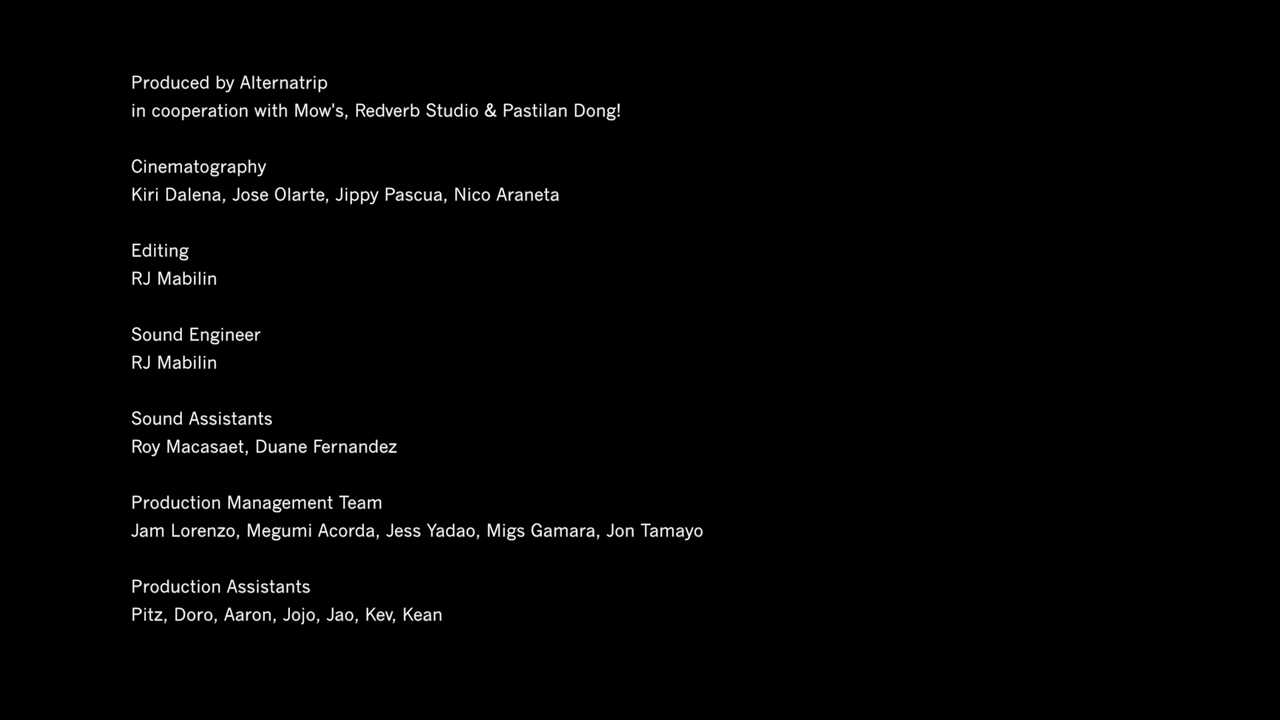 Produced by Alternatrip
in cooperation with Mow's, Redverb Studio & Pastilan Dong!
Cinematography
Kiri Dalena, Jose Olarte, Jippy Pascua, Nico Araneta
Editing
RJ Mabilin
Sound Engineer
RJ Mabilin
Sound Assistants
Roy Macasaet, Duane Fernandez
Production Management Team
Jam Lorenzo, Megumi Acorda, Jess Yadao, Migs Gamara, Jon Tamayo
Production Assistants
Pitz, Doro, Aaron, Jojo, Jao, Kev, Kean